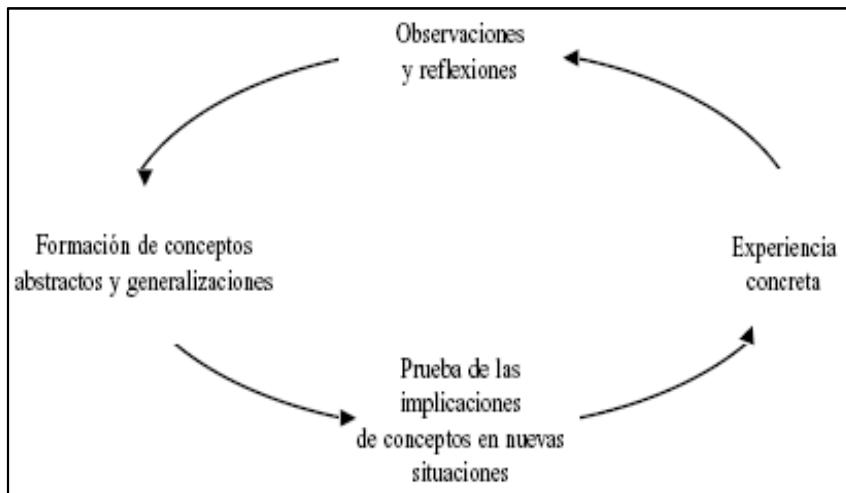 Observaciones
y reflexiones
Formación de conceptos
abstractos y generalizaciones
Experiencia
concreta
Prueba de las
implicaciones
de conceptos en nuevas
situaciones